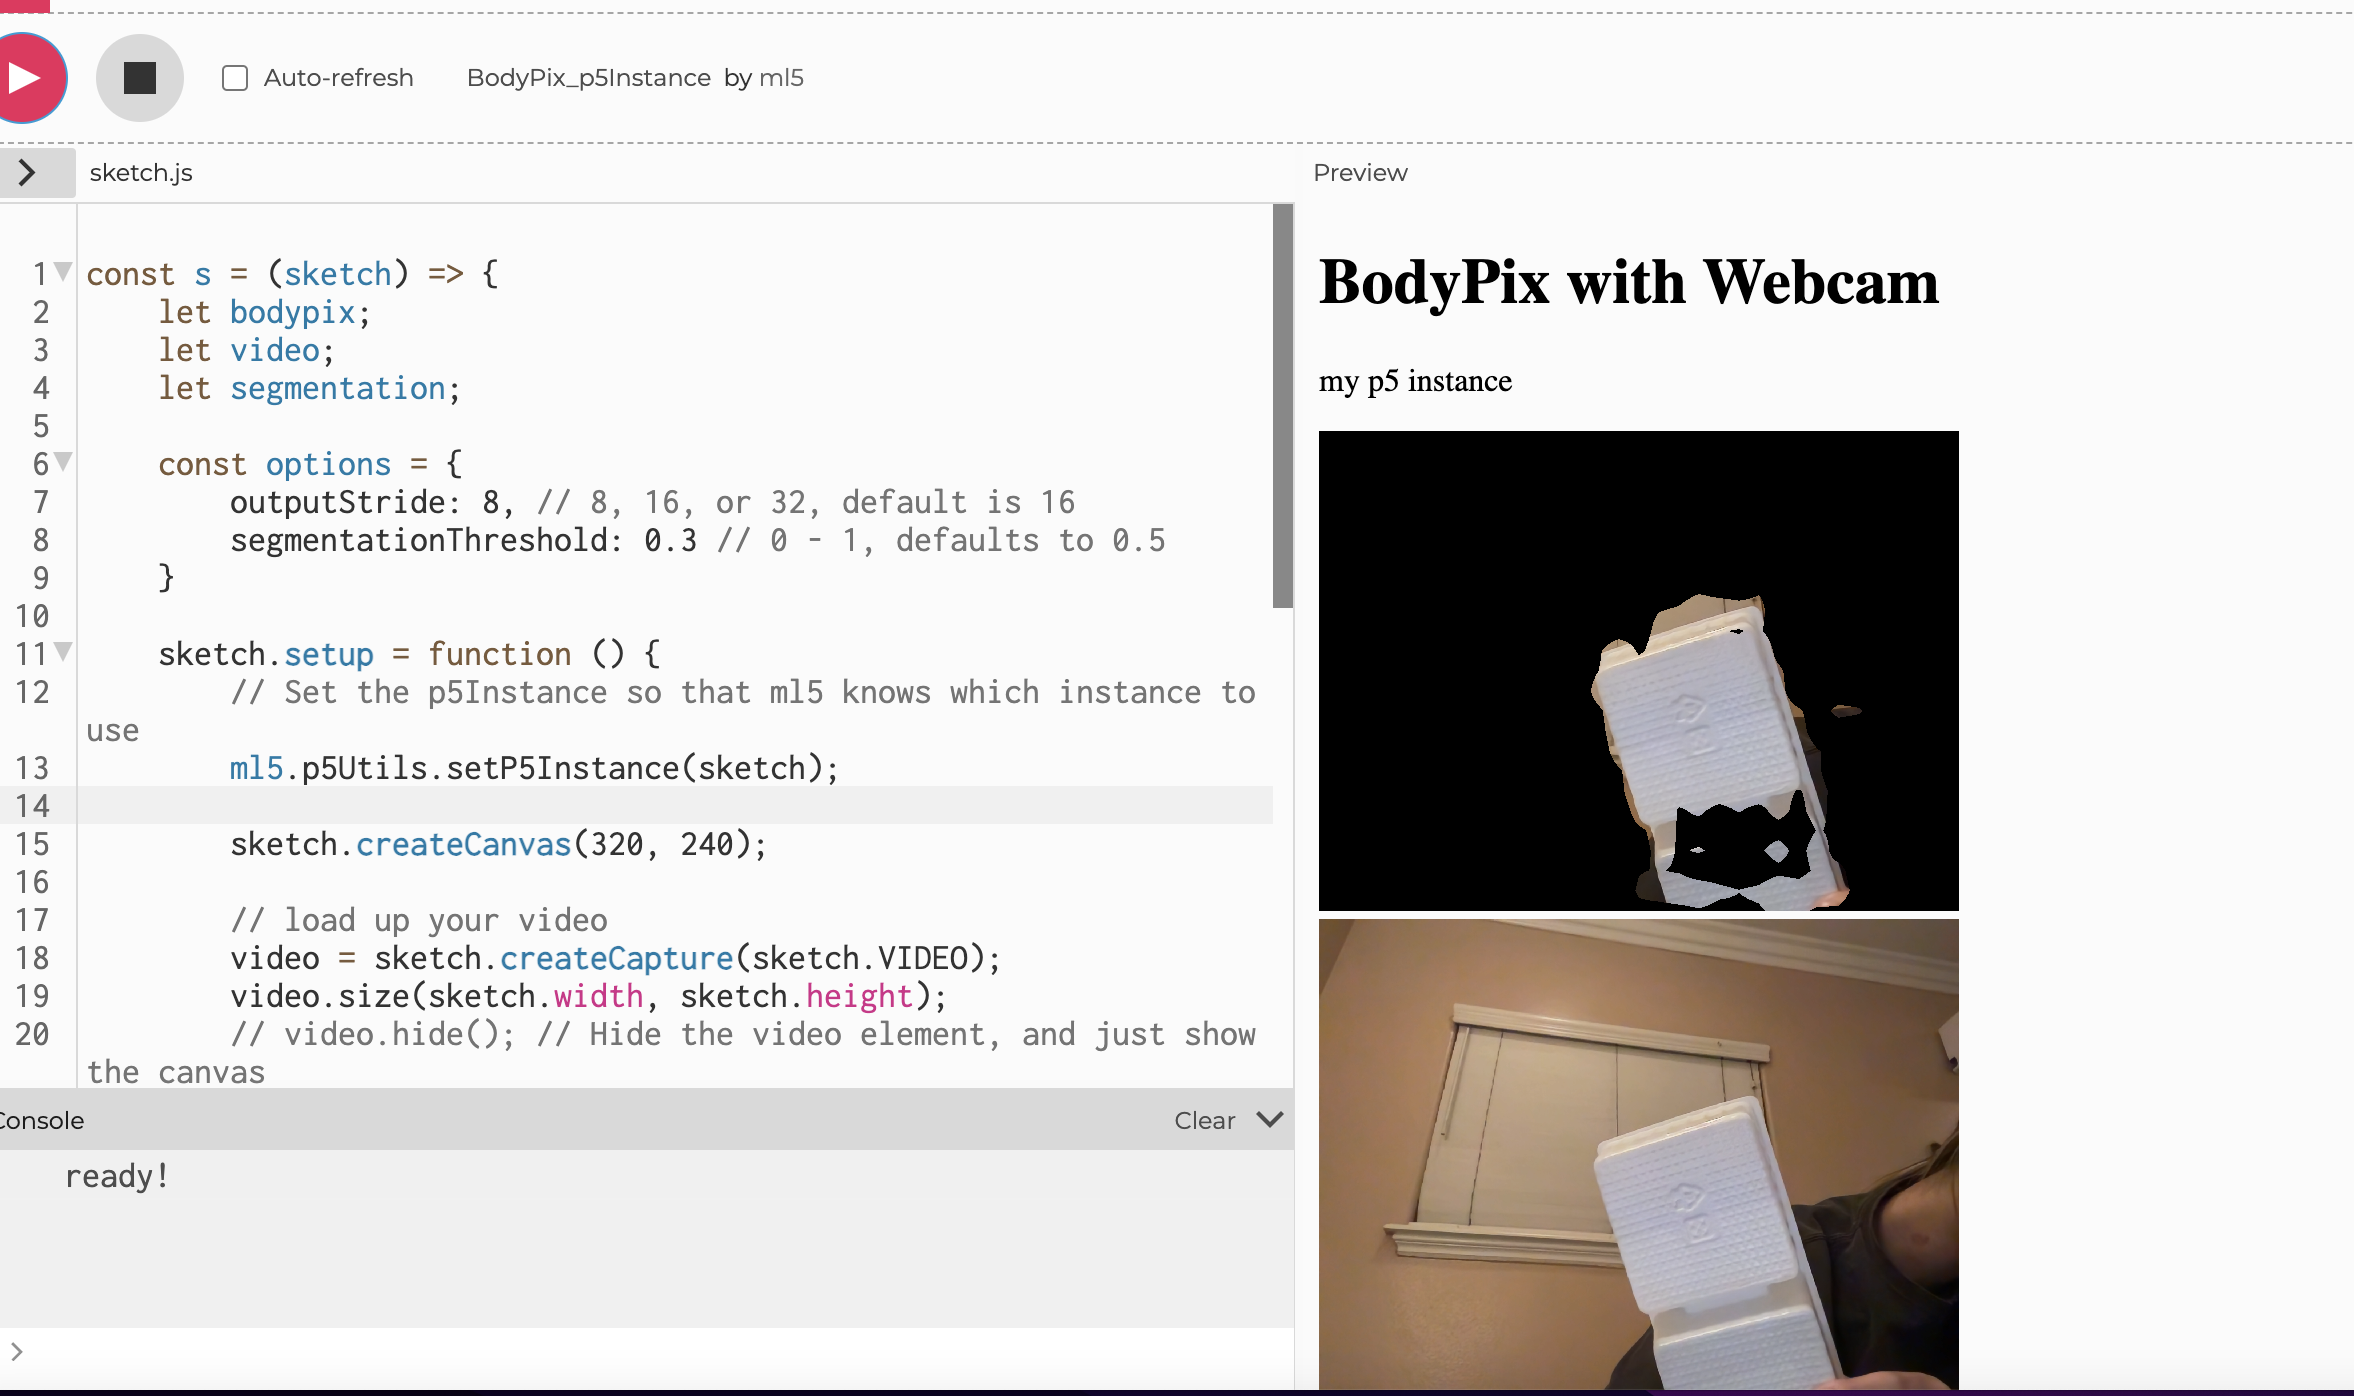 Auto-refresh BodyPix_p5Instance by ml5
sketch.js
Preview
1 const s = (sketch) => {
2 let bodypix;
3 let video;
4 let segmentation;
5
6 const options = {
7 outputStride: 8, // 8, 16, or 32, default is 16
8 segmentationThreshold: 0.3 // 0 - 1, defaults to 0.5
9 }
10
11 sketch.setup = function () {
12 // Set the p5Instance so that ml5 knows which instance to
use
13 ml5.p5Utils.setP5Instance(sketch);
14
15 sketch.createCanvas(320, 240);
16
17 // load up your video
18 video = sketch.createCapture(sketch.VIDEO);
19 video.size(sketch.width, sketch.height);
20 // video.hide(); // Hide the video element, and just show
the canvas
Console Clear
ready!
BodyPix with Webcam
my p5 instance